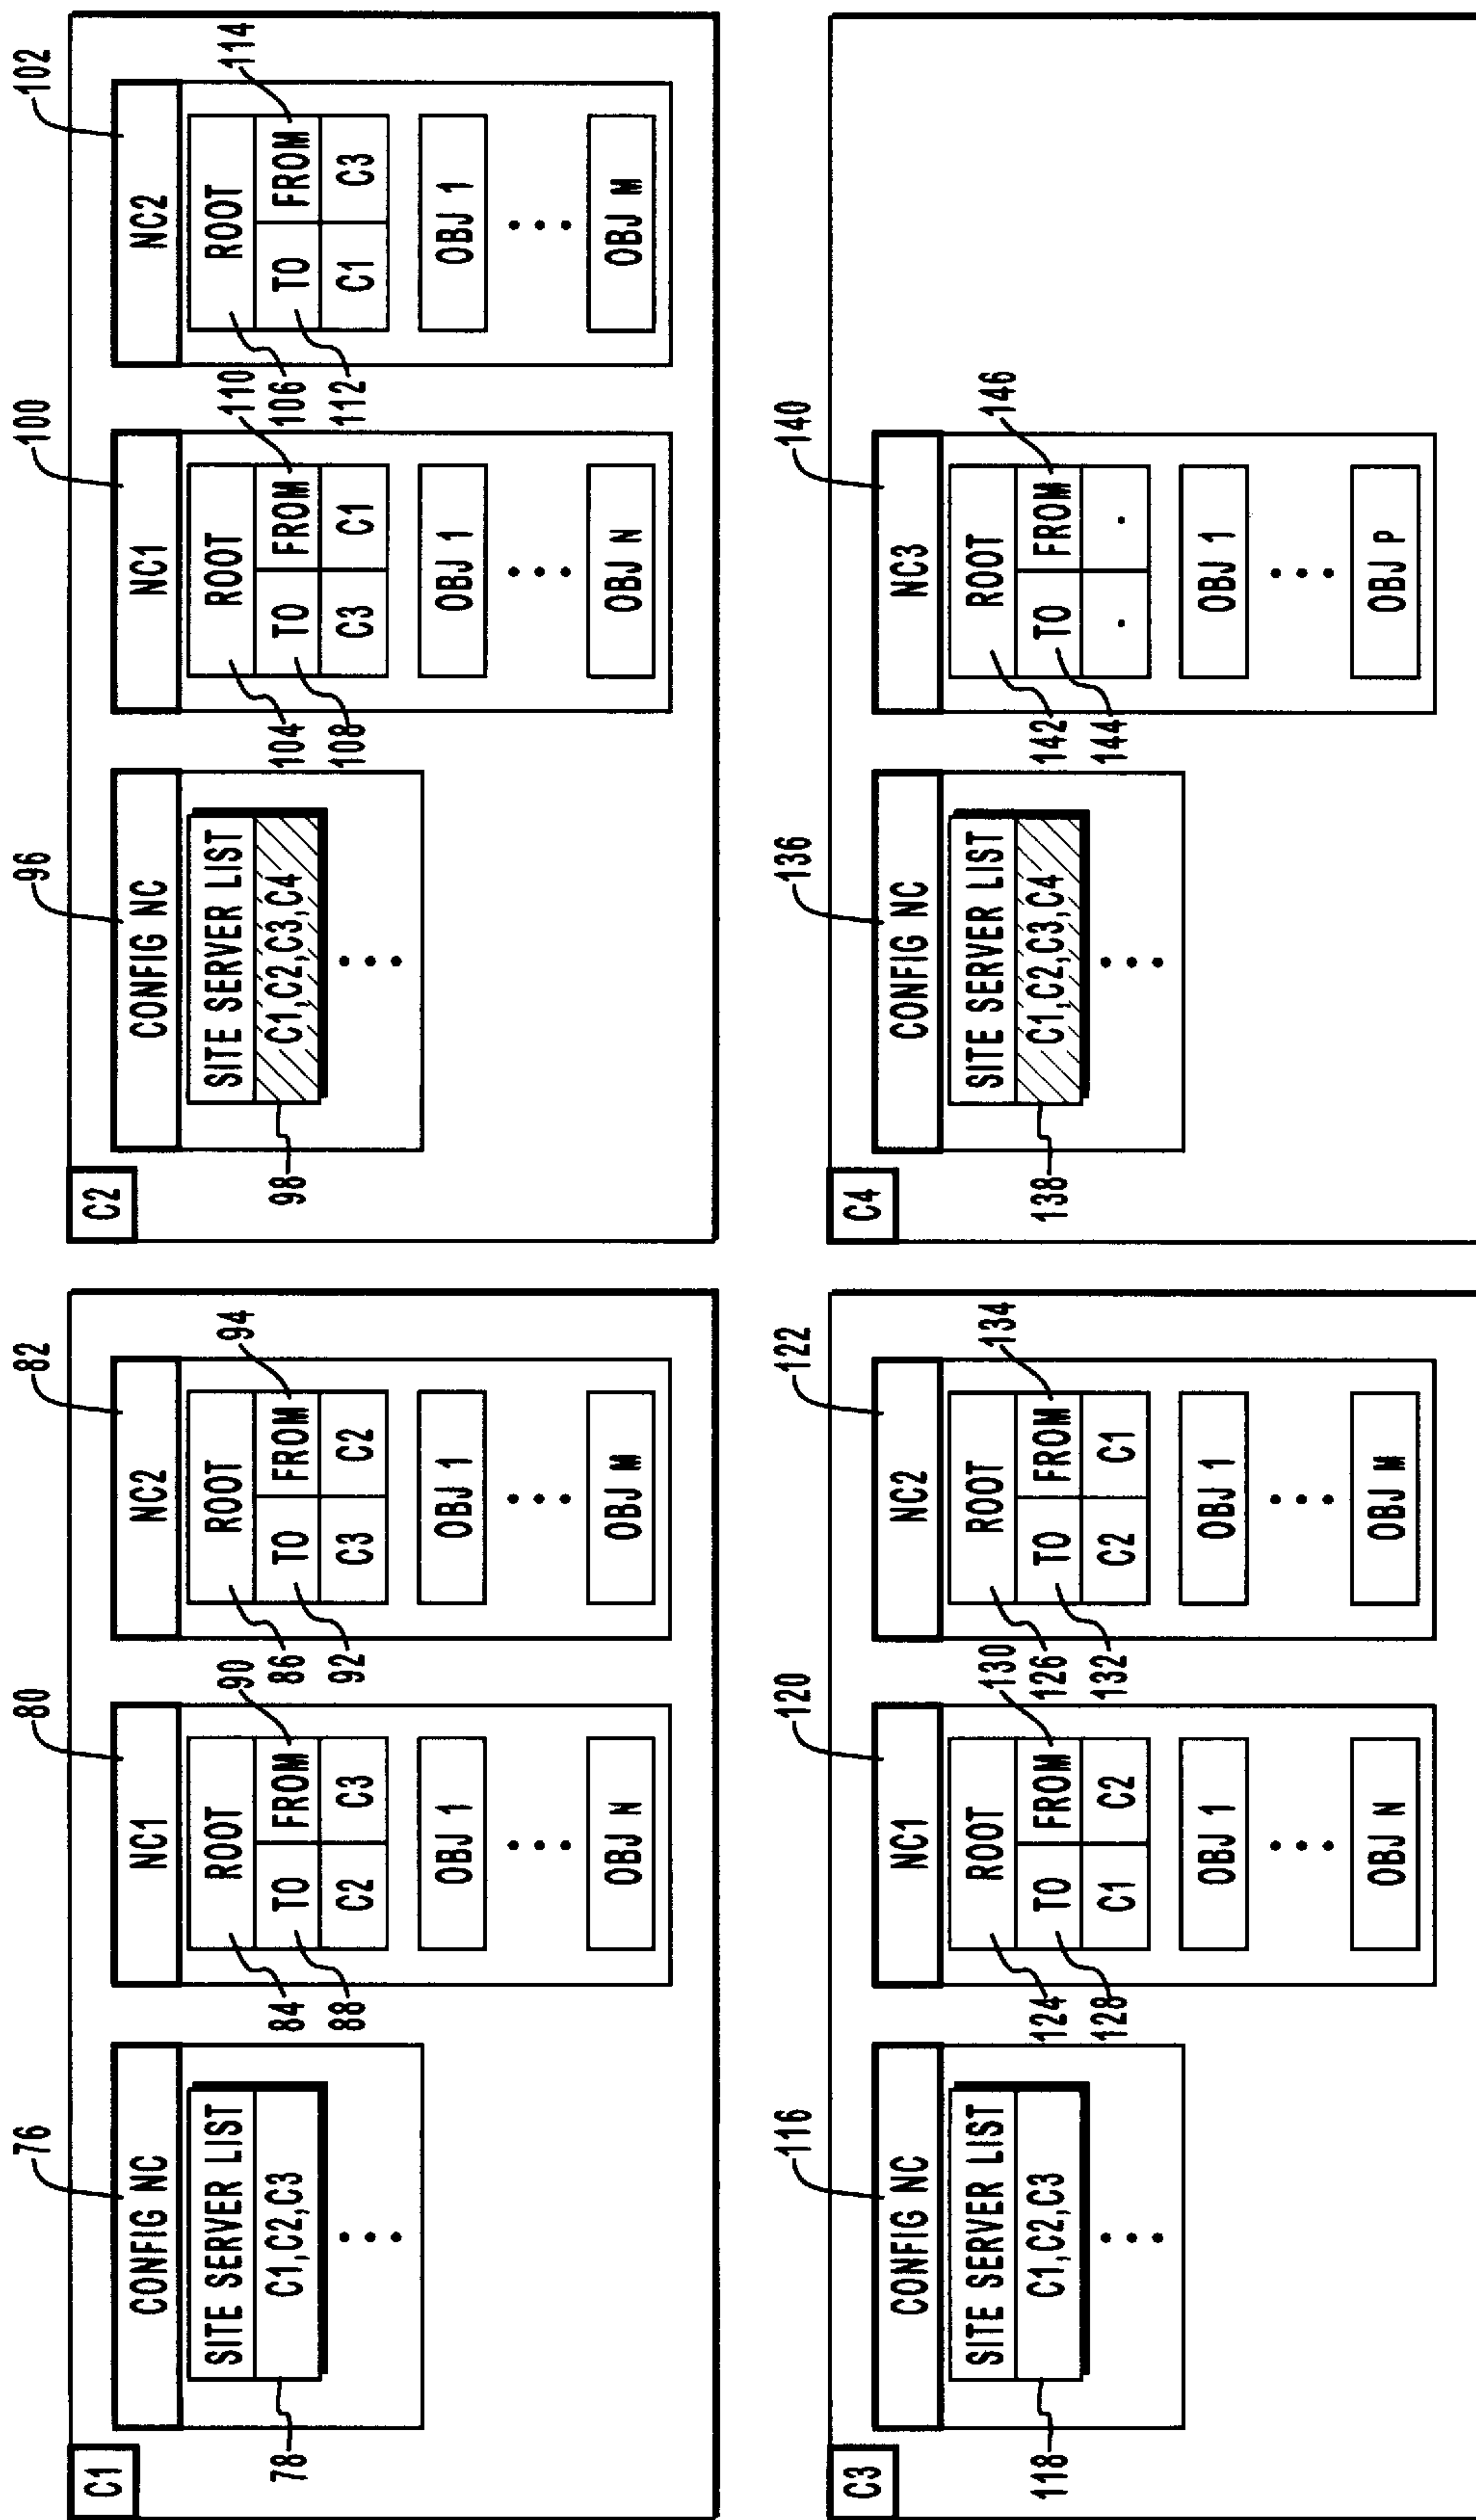 C1
76
CONFIG NC
SITE SERVER LIST
C1,C2,C3
78
80
NC1
ROOT
TO FROM
C2 C3
84
88
90
OBJ 1
OBJ N
82
NC2
ROOT
TO FROM
C3 C2
86
92
94
OBJ 1
OBJ M
C2
96
CONFIG NC
SITE SERVER LIST
C1,C2,C3,C4
98
100
NC1
ROOT
TO FROM
C3 C1
104
108
110
OBJ 1
OBJ N
102
NC2
ROOT
TO FROM
C1 C3
106
112
114
OBJ 1
OBJ M
C3
116
CONFIG NC
SITE SERVER LIST
C1,C2,C3
118
120
NC1
ROOT
TO FROM
C1 C2
124
128
130
OBJ 1
OBJ N
122
NC2
ROOT
TO FROM
C2 C1
126
132
134
OBJ 1
OBJ M
C4
136
CONFIG NC
SITE SERVER LIST
C1,C2,C3,C4
138
140
NC3
ROOT
TO FROM
. .
142
144
146
OBJ 1
OBJ P